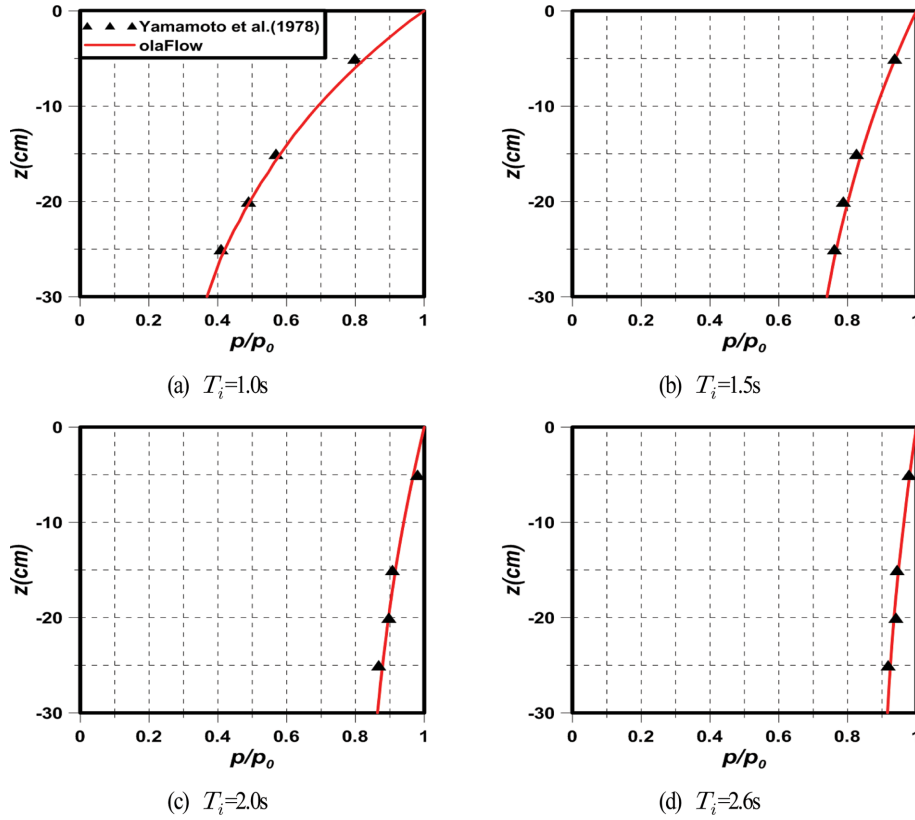 Yamamoto et al.(1978)
olaFlow
0
-10
-20
-30
z(cm)
0 0.2 0.4 0.6 0.8 1
p/p0
(a) Ti=1.0s
0
-10
-20
-30
z(cm)
0 0.2 0.4 0.6 0.8 1
p/p0
(b) Ti=1.5s
0
-10
-20
-30
z(cm)
0 0.2 0.4 0.6 0.8 1
p/p0
(c) Ti=2.0s
0
-10
-20
-30
z(cm)
0 0.2 0.4 0.6 0.8 1
p/p0
(d) Ti=2.6s